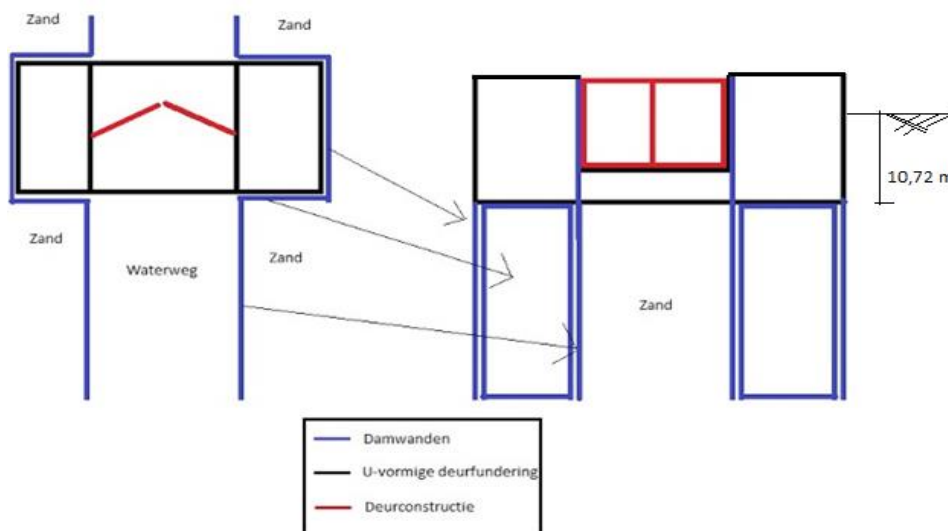 Zand
Zand
10,72 m
Zand
Zand
Waterweg
Zand
Damwanden
U-vormige deurfundering
Deurconstructie